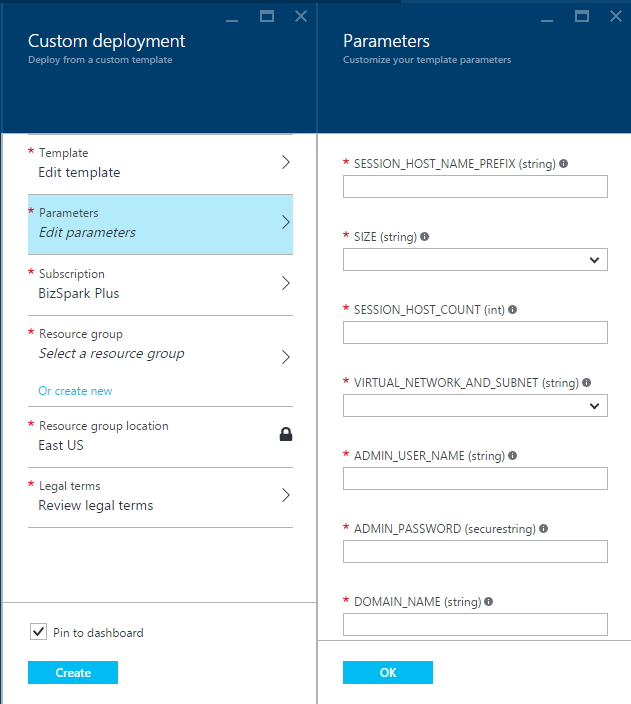 Custom deployment
Deploy from a custom template
* Template
Edit template
* Parameters
Edit parameters
* Subscription
BizSpark Plus
* Resource group
Select a resource group
Or create new
* Resource group location
East US
* Legal terms
Review legal terms
Pin to dashboard
Create
Parameters
Customize your template parameters
* SESSION_HOST_NAME_PREFIX (string)
* SIZE (string)
* SESSION_HOST_COUNT (int)
* VIRTUAL_NETWORK_AND_SUBNET (string)
* ADMIN_USER_NAME (string)
* ADMIN_PASSWORD (securestring)
* DOMAIN_NAME (string)
OK